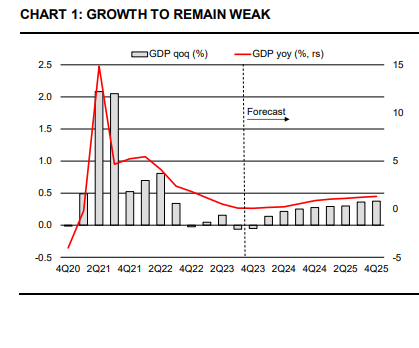 CHART 1: GROWTH TO REMAIN WEAK
GDP qoq (%) GDP yoy (%, rs)
2.5 15
2.0 10
Forecast
1.5
1.0 5
0.5 0
0.0
-0.5 -5
4Q20 2Q21 4Q21 2Q22 4Q22 2Q23 4Q23 2Q24 4Q24 2Q25 4Q25